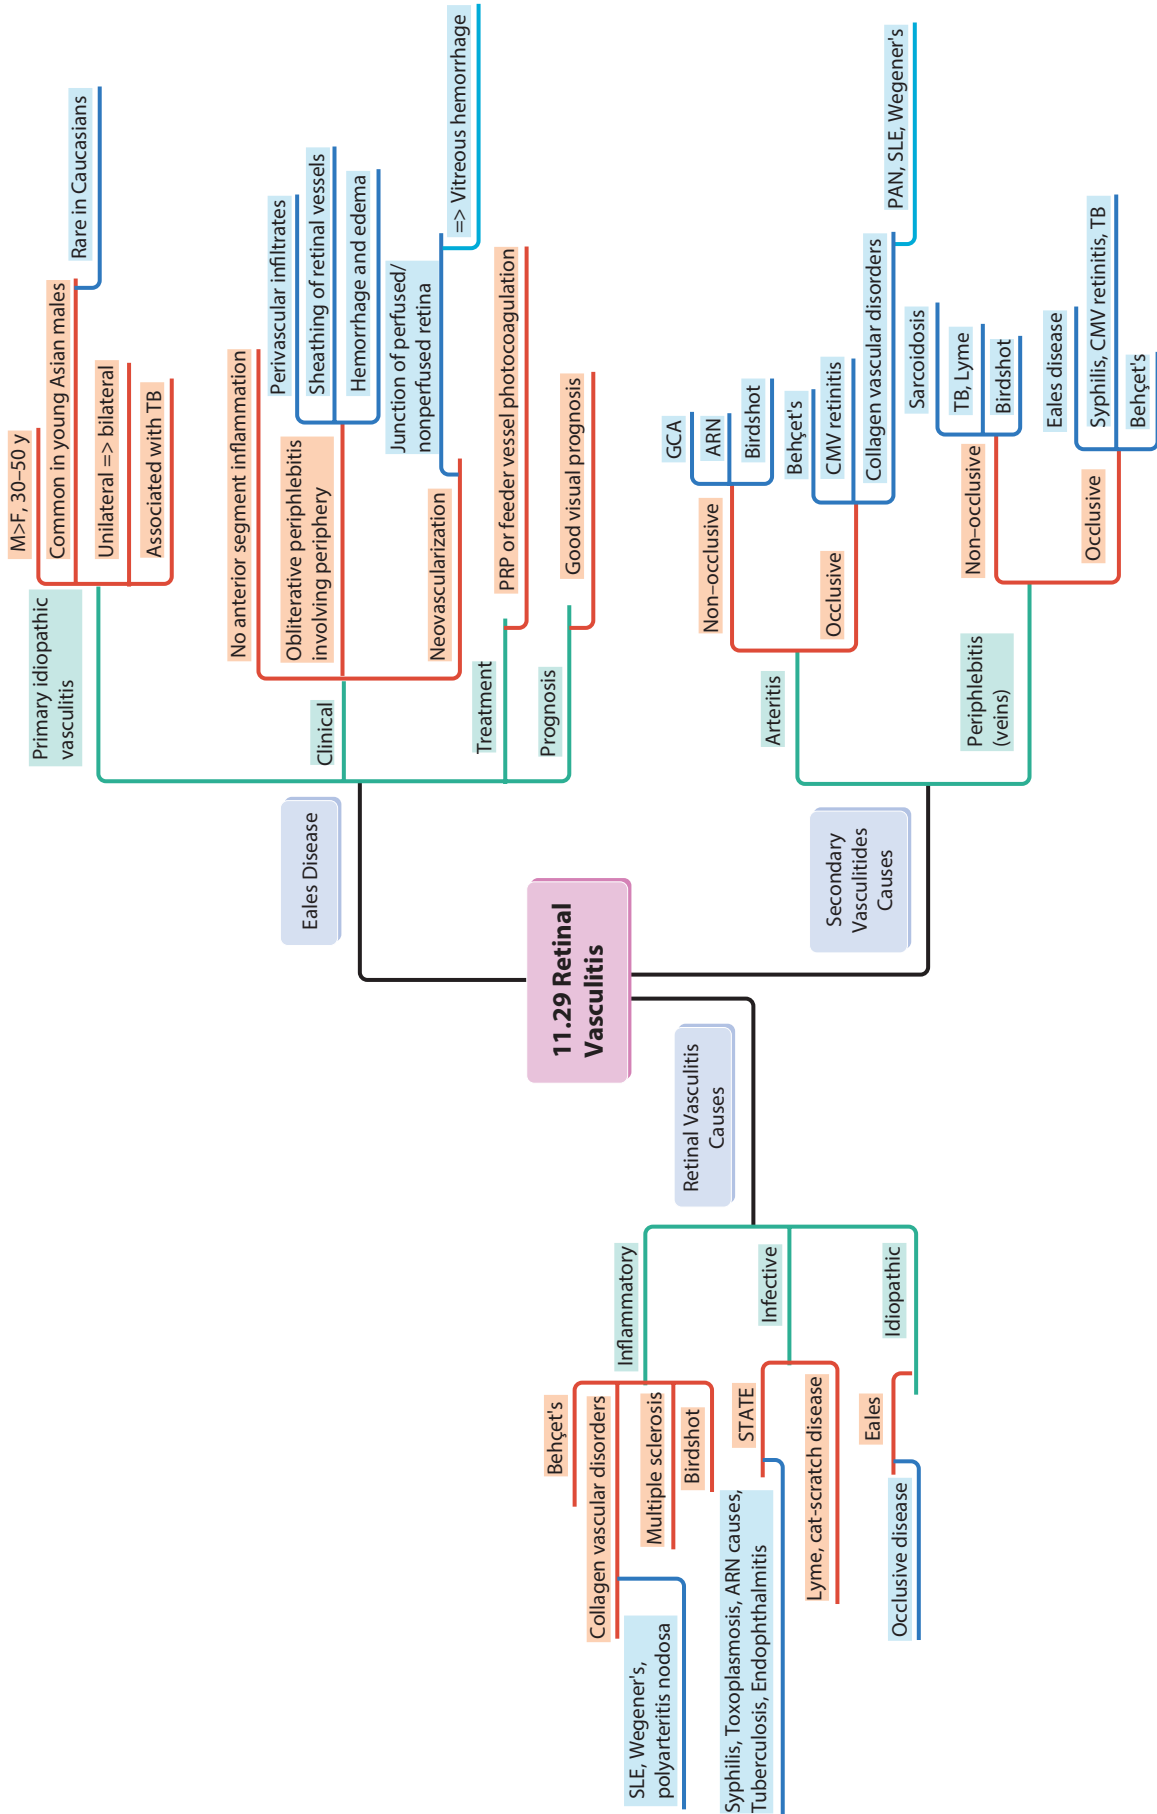 11.29 Retinal
Vasculitis
Eales Disease
Primary idiopathic
vasculitis
M>F, 30–50 y
Common in young Asian males
Rare in Caucasians
Unilateral => bilateral
Associated with TB
Clinical
No anterior segment inflammation
Obliterative periphlebitis
involving periphery
Perivascular infiltrates
Sheathing of retinal vessels
Hemorrhage and edema
Neovascularization
Junction of perfused/
nonperfused retina
=> Vitreous hemorrhage
Treatment
PRP or feeder vessel photocoagulation
Prognosis
Good visual prognosis
Secondary
Vasculitides
Causes
Arteritis
Non–occlusive
GCA
ARN
Birdshot
Occlusive
Behçet's
CMV retinitis
Collagen vascular disorders
PAN, SLE, Wegener's
Periphlebitis
(veins)
Non–occlusive
Sarcoidosis
TB, Lyme
Birdshot
Occlusive
Eales disease
Syphilis, CMV retinitis, TB
Behçet's
Retinal Vasculitis
Causes
Inflammatory
Behçet's
Collagen vascular disorders
SLE, Wegener's,
polyarteritis nodosa
Multiple sclerosis
Birdshot
Infective
STATE
Syphilis, Toxoplasmosis, ARN causes,
Tuberculosis, Endophthalmitis
Lyme, cat-scratch disease
Idiopathic
Eales
Occlusive disease